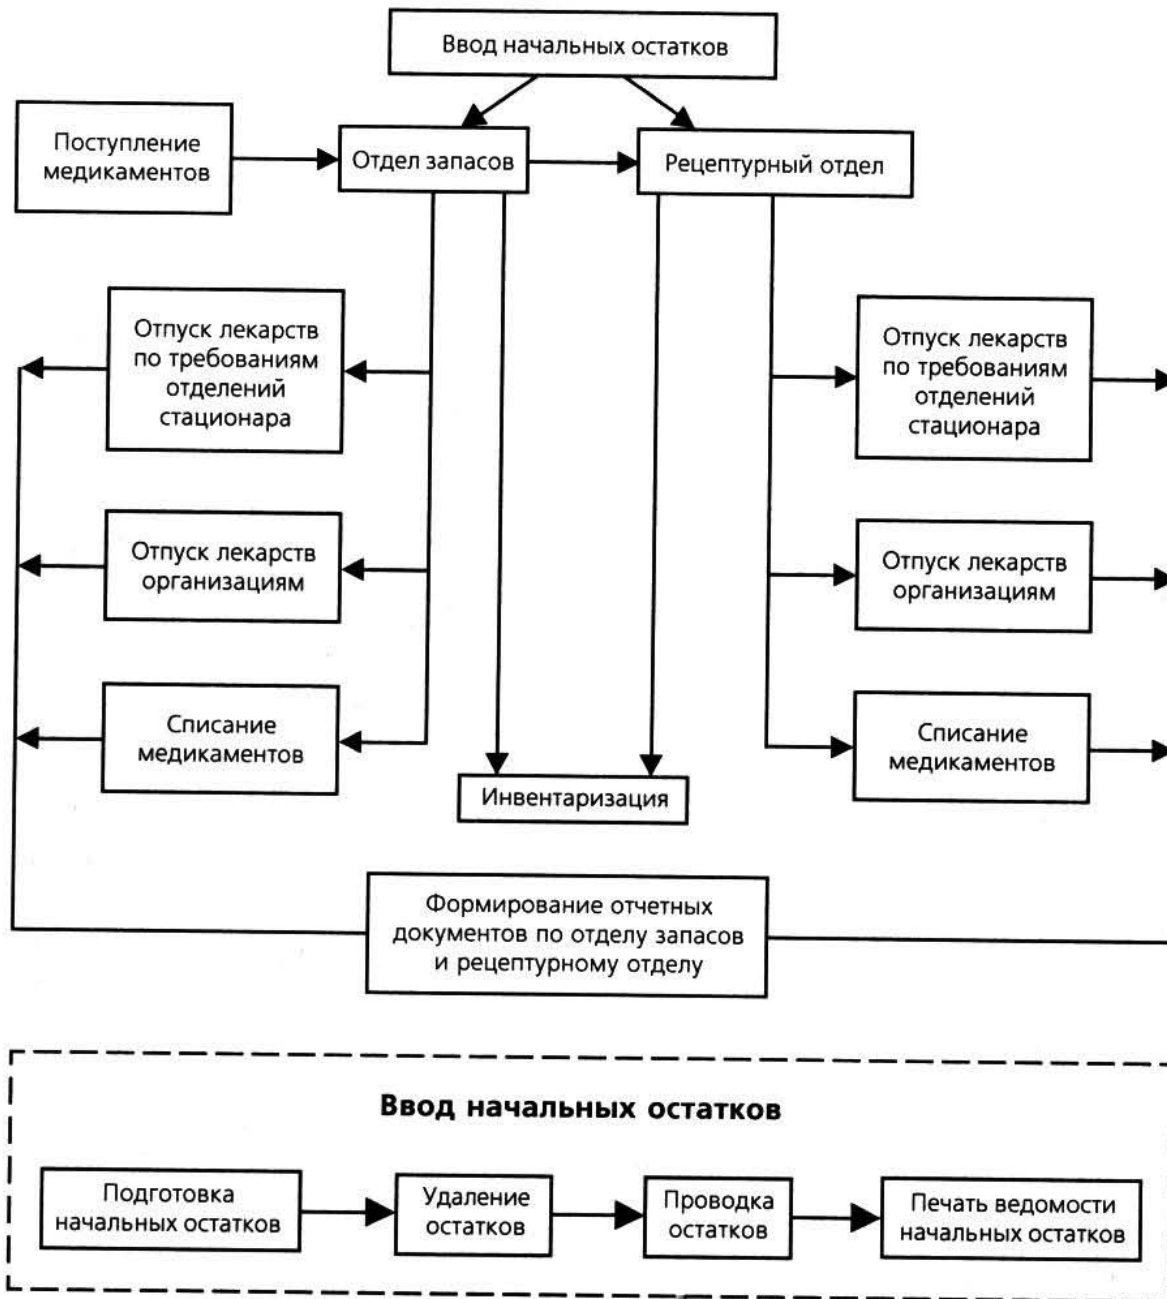 Ввод начальных остатков
Поступление
медикаментов
Отдел запасов
Рецептурный отдел
Отпуск лекарств
по требованиям
отделений
стационара
Отпуск лекарств
по требованиям
отделений
стационара
Отпуск лекарств
организациям
Отпуск лекарств
организациям
Списание
медикаментов
Списание
медикаментов
Инвентаризация
Формирование отчетных
документов по отделу запасов
и рецептурному отделу
Ввод начальных остатков
Подготовка
начальных остатков
Удаление
остатков
Проводка
остатков
Печать ведомости
начальных остатков